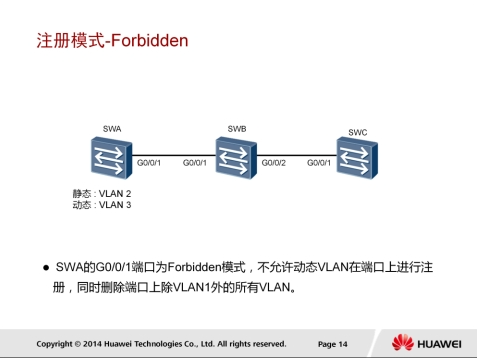 注册模式-Forbidden
SWA
SWB
SWC
G0/0/1
G0/0/1
G0/0/2
G0/0/1
静态 : VLAN 2
动态 : VLAN 3
● SWA的G0/0/1端口为Forbidden模式，不允许动态VLAN在端口上进行注
册，同时删除端口上除VLAN1外的所有VLAN。
Copyright © 2014 Huawei Technologies Co., Ltd. All rights reserved.
Page 14
HUAWEI